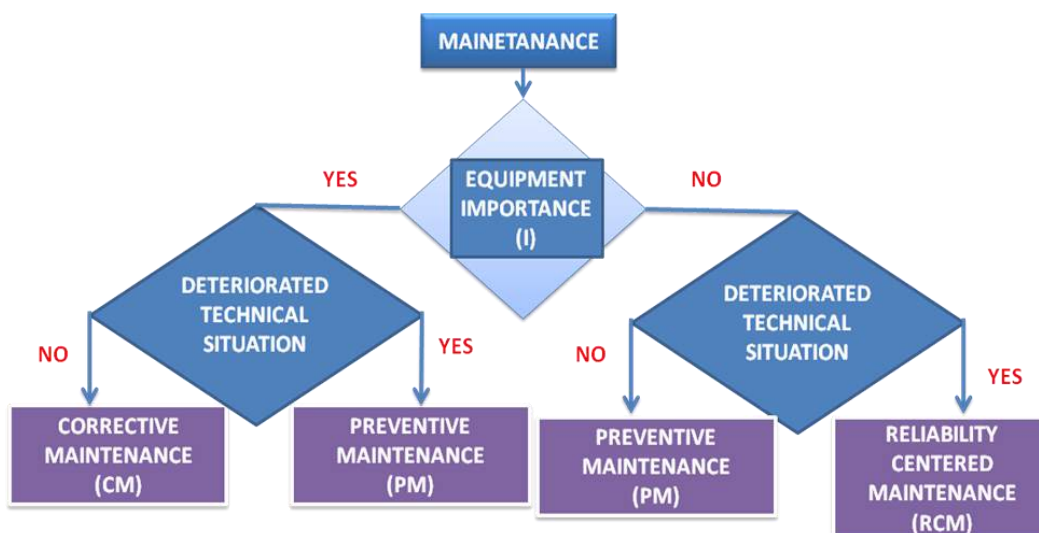 MAINETANANCE
YES
EQUIPMENT
IMPORTANCE
(I)
NO
DETERIORATED
TECHNICAL
SITUATION
DETERIORATED
TECHNICAL
SITUATION
NO
YES
NO
YES
CORRECTIVE
MAINTENANCE
(CM)
PREVENTIVE
MAINTENANCE
(PM)
PREVENTIVE
MAINTENANCE
(PM)
RELIABILITY
CENTERED
MAINTENANCE
(RCM)